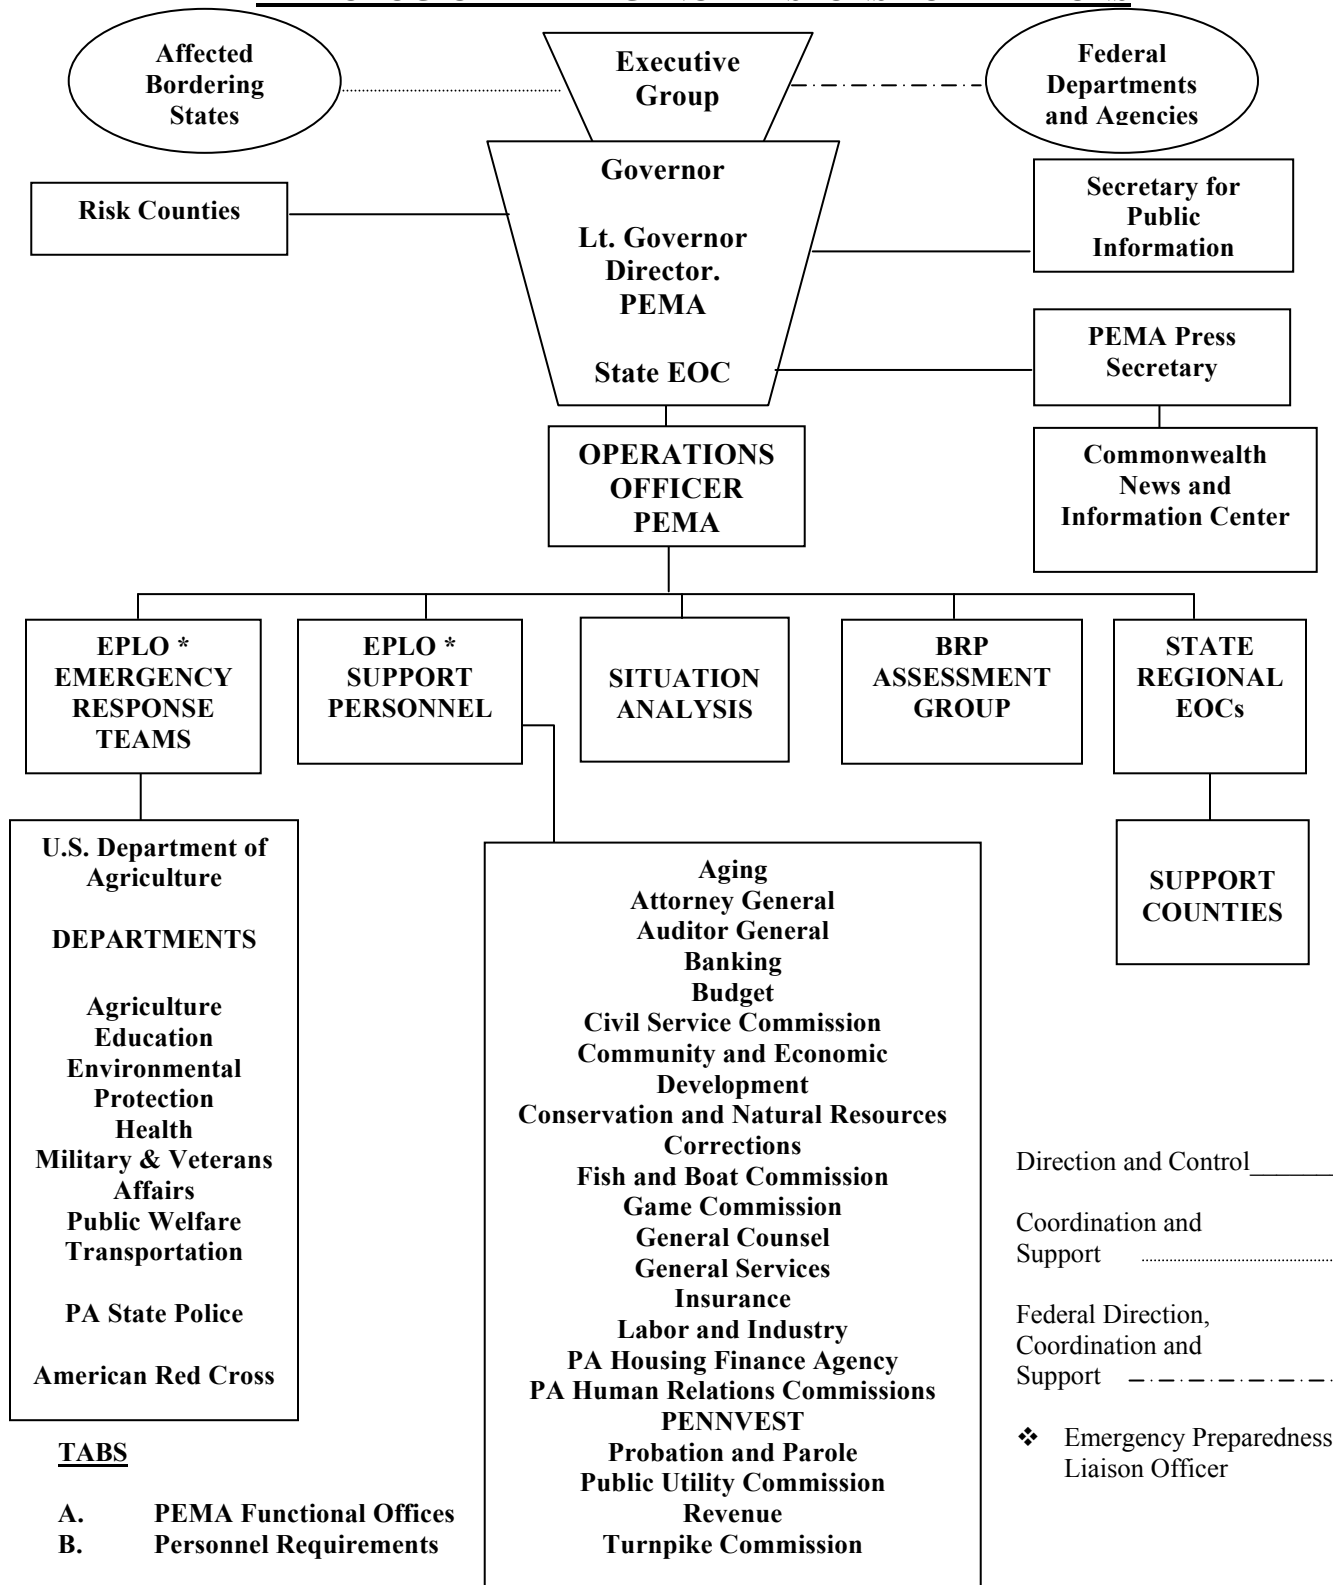 Affected
Bordering
States
Executive
Group
Federal
Departments
and Agencies
Risk Counties
Governor
Lt. Governor
Director.
PEMA
State EOC
Secretary for
Public
Information
PEMA Press
Secretary
Commonwealth
News and
Information Center
OPERATIONS
OFFICER
PEMA
EPLO *
EMERGENCY
RESPONSE
TEAMS
EPLO *
SUPPORT
PERSONNEL
SITUATION
ANALYSIS
BRP
ASSESSMENT
GROUP
STATE
REGIONAL
EOCs
U.S. Department of
Agriculture
DEPARTMENTS
Agriculture
Education
Environmental
Protection
Health
Military & Veterans
Affairs
Public Welfare
Transportation
PA State Police
American Red Cross
Aging
Attorney General
Auditor General
Banking
Budget
Civil Service Commission
Community and Economic
Development
Conservation and Natural Resources
Corrections
Fish and Boat Commission
Game Commission
General Counsel
General Services
Insurance
Labor and Industry
PA Housing Finance Agency
PA Human Relations Commissions
PENNVEST
Probation and Parole
Public Utility Commission
Revenue
Turnpike Commission
SUPPORT
COUNTIES
Direction and Control
Coordination and
Support
Federal Direction,
Coordination and
Support
❖ Emergency Preparedness
Liaison Officer
TABS
A. PEMA Functional Offices
B. Personnel Requirements